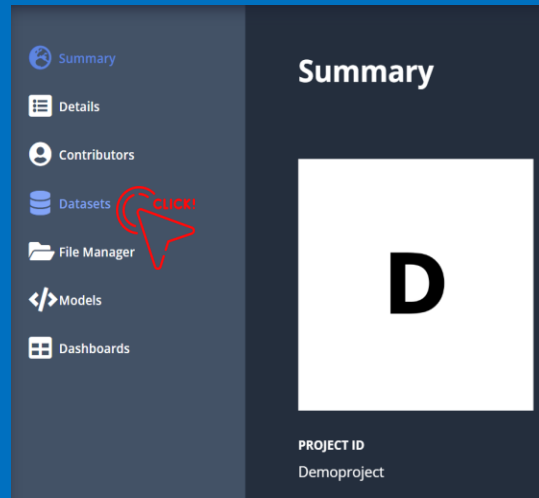 Summary
Details
Contributors
Datasets
CLICK!
File Manager
Models
Dashboards
Summary
D
PROJECT ID
Demoproject